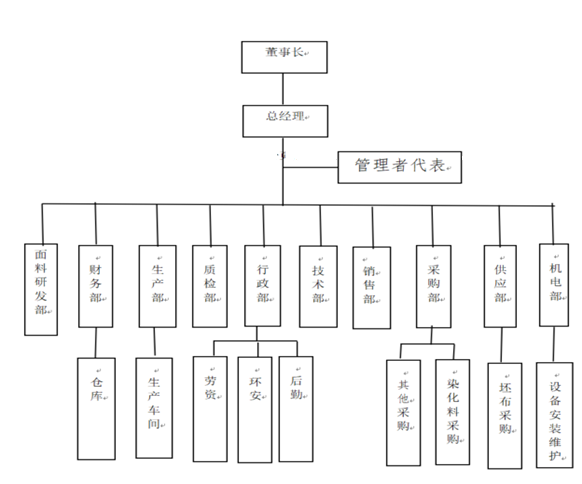 董事长
总经理
管理者代表
面料研发部
财务部
生产部
质检部
行政部
技术部
销售部
采购部
供应部
机电部
仓库
生产车间
劳资
环安
后勤
其他采购
染化料采购
坯布采购
设备安装维护